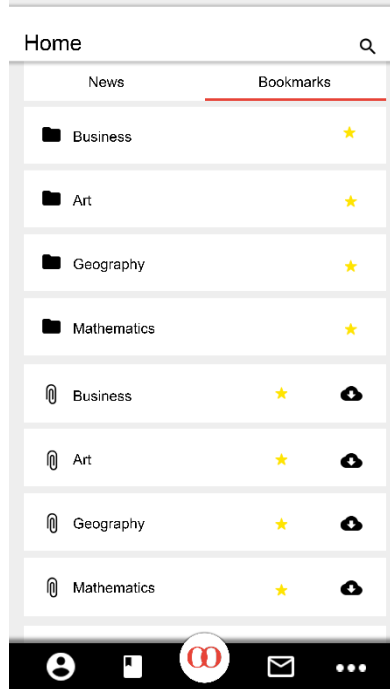 Home
News Bookmarks
Business
Art
Geography
Mathematics
Business
Art
Geography
Mathematics